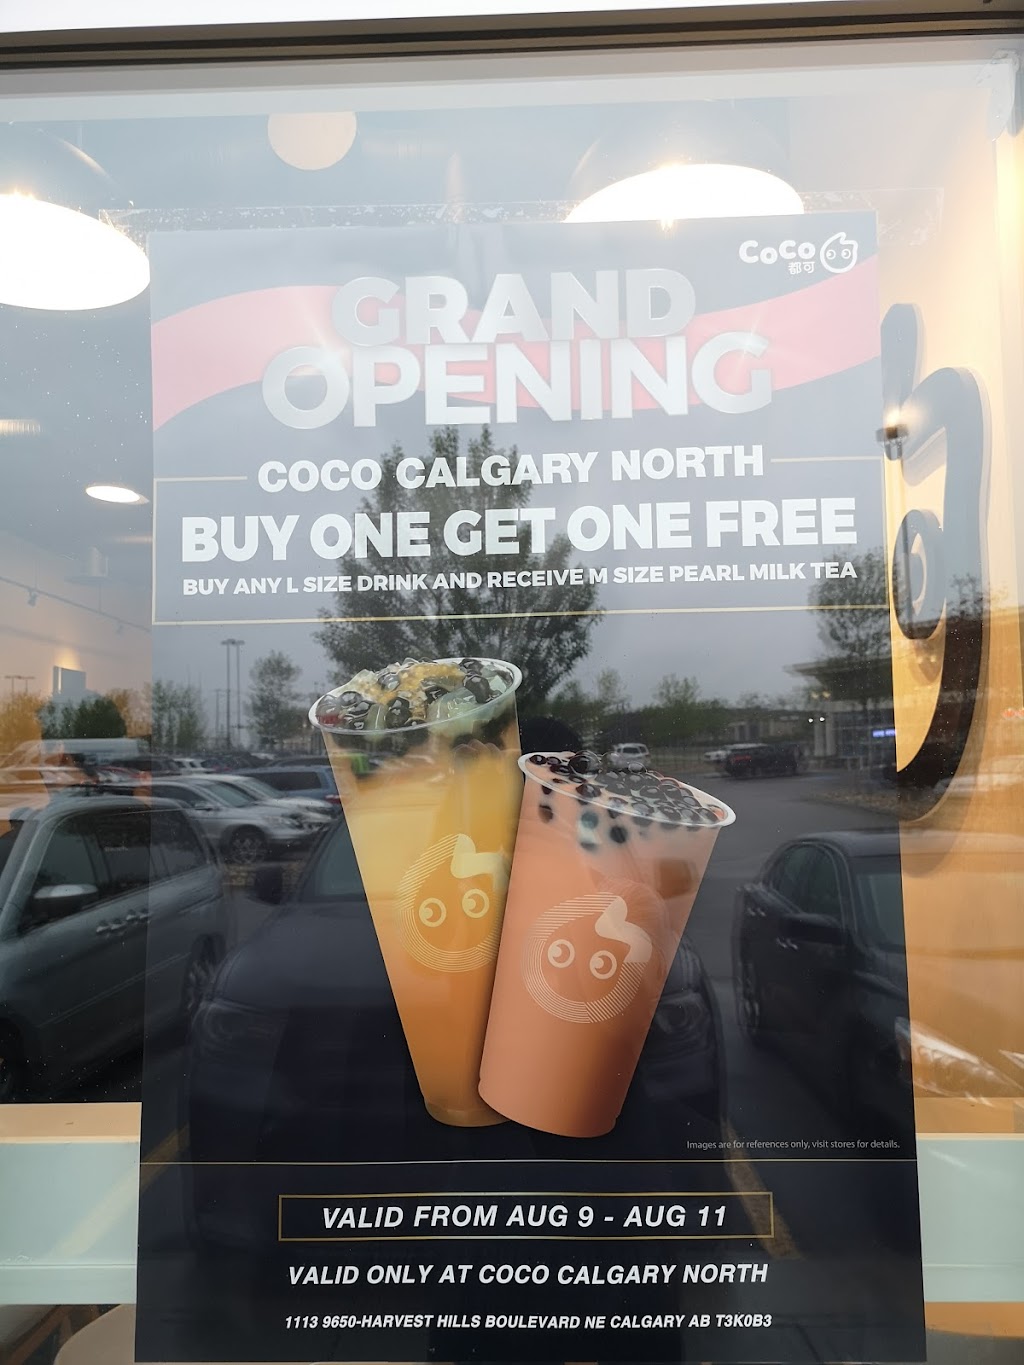 CoCo
都可
GRAND
OPENING
COCO CALGARY NORTH
BUY ONE GET ONE FREE
BUY ANY L SIZE DRINK AND RECEIVE M SIZE PEARL MILK TEA
Images are for references only, visit stores for details.
VALID FROM AUG 9 - AUG 11
VALID ONLY AT COCO CALGARY NORTH
1113 9650-HARVEST HILLS BOULEVARD NE CALGARY AB T3K0B3